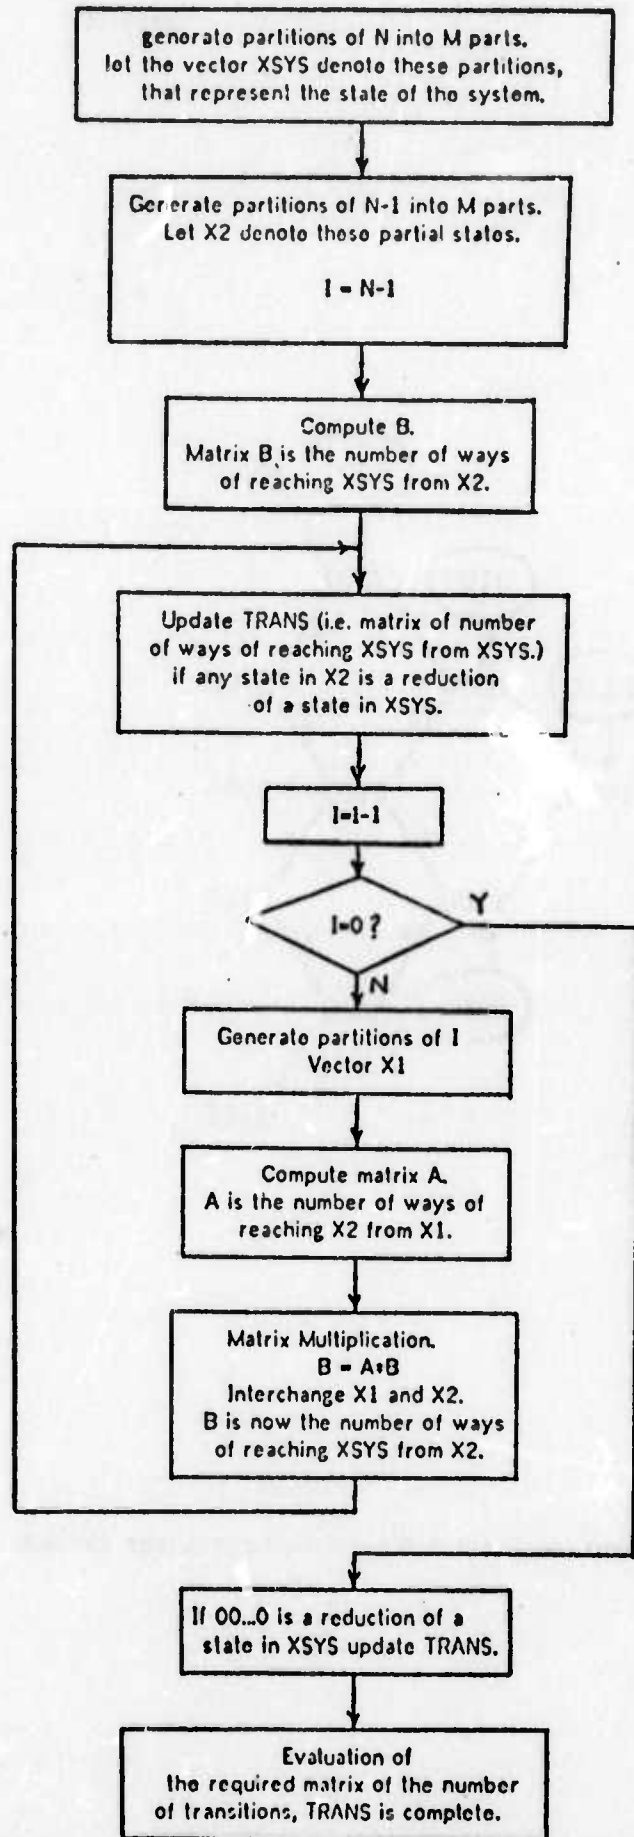 generate partitions of N into M parts.
let the vector XSYS denote these partitions,
that represent the state of the system.
Generate partitions of N-1 into M parts.
Let X2 denote these partial states.
I = N-1
Compute B.
Matrix B is the number of ways
of reaching XSYS from X2.
Update TRANS (i.e. matrix of number
of ways of reaching XSYS from XSYS.)
if any state in X2 is a reduction
of a state in XSYS.
I=I-1
I=0 ?
Y
N
Generate partitions of I
Vector X1
Compute matrix A.
A is the number of ways of
reaching X2 from X1.
Matrix Multiplication.
B = A*B
Interchange X1 and X2.
B is now the number of ways
of reaching XSYS from X2.
If 00...0 is a reduction of a
state in XSYS update TRANS.
Evaluation of
the required matrix of the number
of transitions, TRANS is complete.